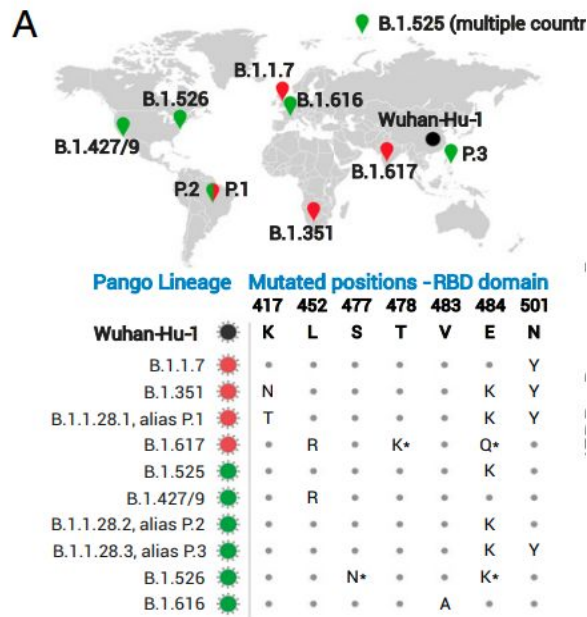 A
B.1.525 (multiple countr
B.1.1.7
B.1.526
B.1.616
Wuhan-Hu-1
B.1.427/9
P.3
B.1.617
P.2 P.1
B.1.351
Pango Lineage Mutated positions -RBD domain
417 452 477 478 483 484 501
Wuhan-Hu-1 K L S T V E N
B.1.1.7 • • • • • • Y
B.1.351 N • • • • K Y
B.1.1.28.1, alias P.1 T • • • • K Y
B.1.617 • R • K* • Q* •
B.1.525 • • • • • K •
B.1.427/9 • R • • • • •
B.1.1.28.2, alias P.2 • • • • • K •
B.1.1.28.3, alias P.3 • • • • • K Y
B.1.526 • • N* • • K* •
B.1.616 • • • • A • •